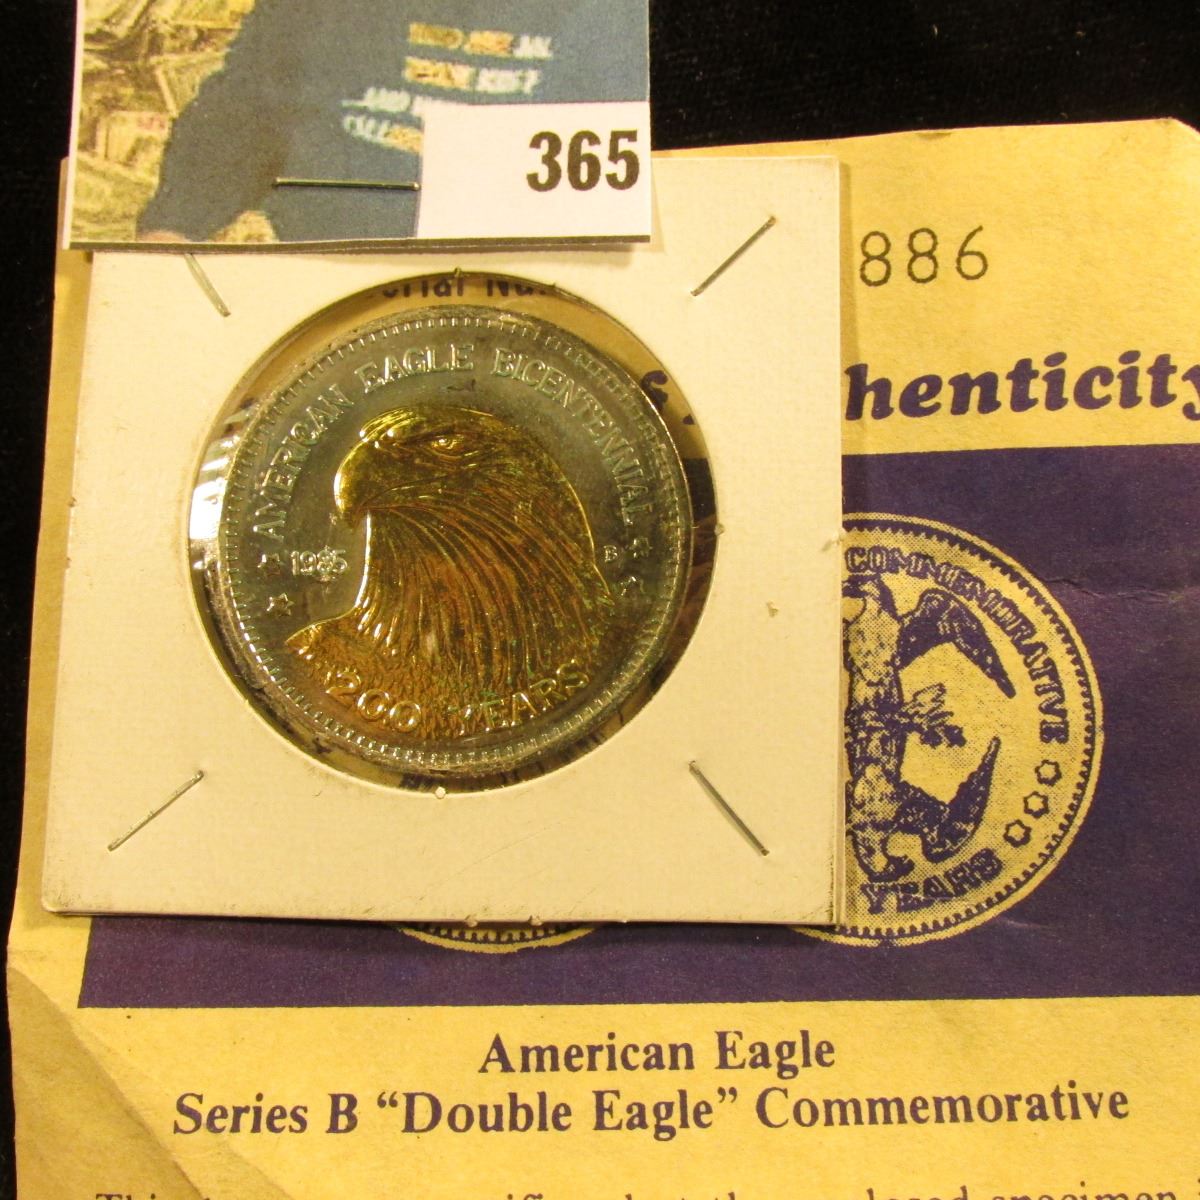 365
886
AMERICAN EAGLE BICENTENNIAL
1985
B
200 YEARS
henticity
COMMEMORATIVE
YEARS
American Eagle
Series B “Double Eagle” Commemorative